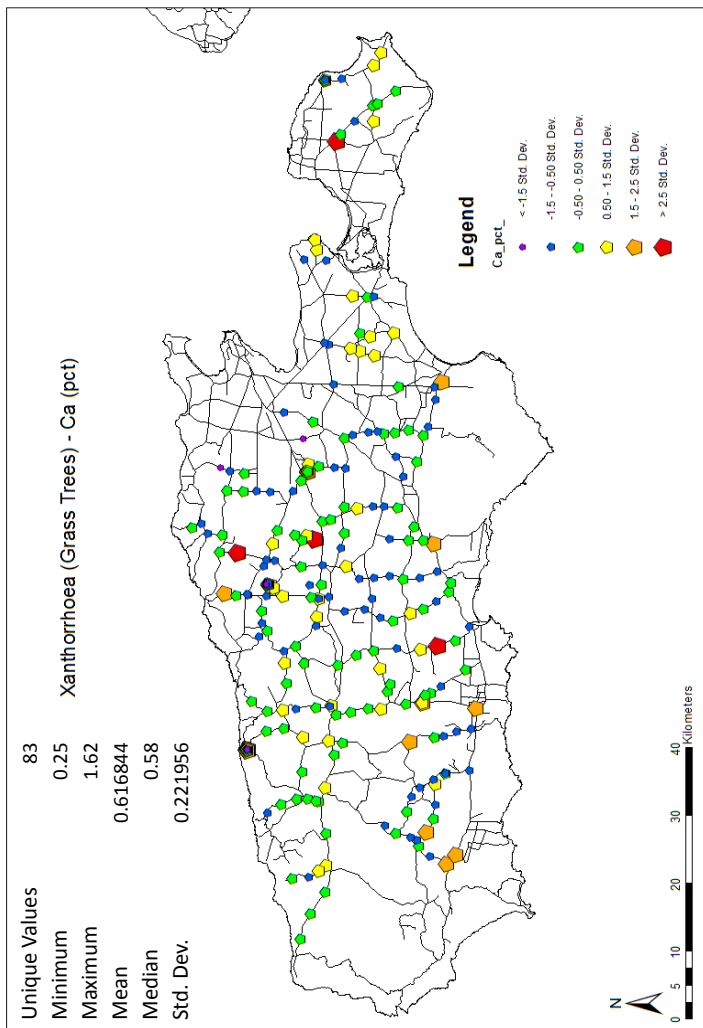 Unique Values 83
Minimum 0.25
Maximum 1.62
Mean 0.616844
Median 0.58
Std. Dev. 0.221956
Xanthorrhoea (Grass Trees) - Ca (pct)
Legend
Ca_pct_
< -1.5 Std. Dev.
-1.5 - -0.50 Std. Dev.
-0.50 - 0.50 Std. Dev.
0.50 - 1.5 Std. Dev.
1.5 - 2.5 Std. Dev.
> 2.5 Std. Dev.
N
0 5 10 20 30 40
Kilometers